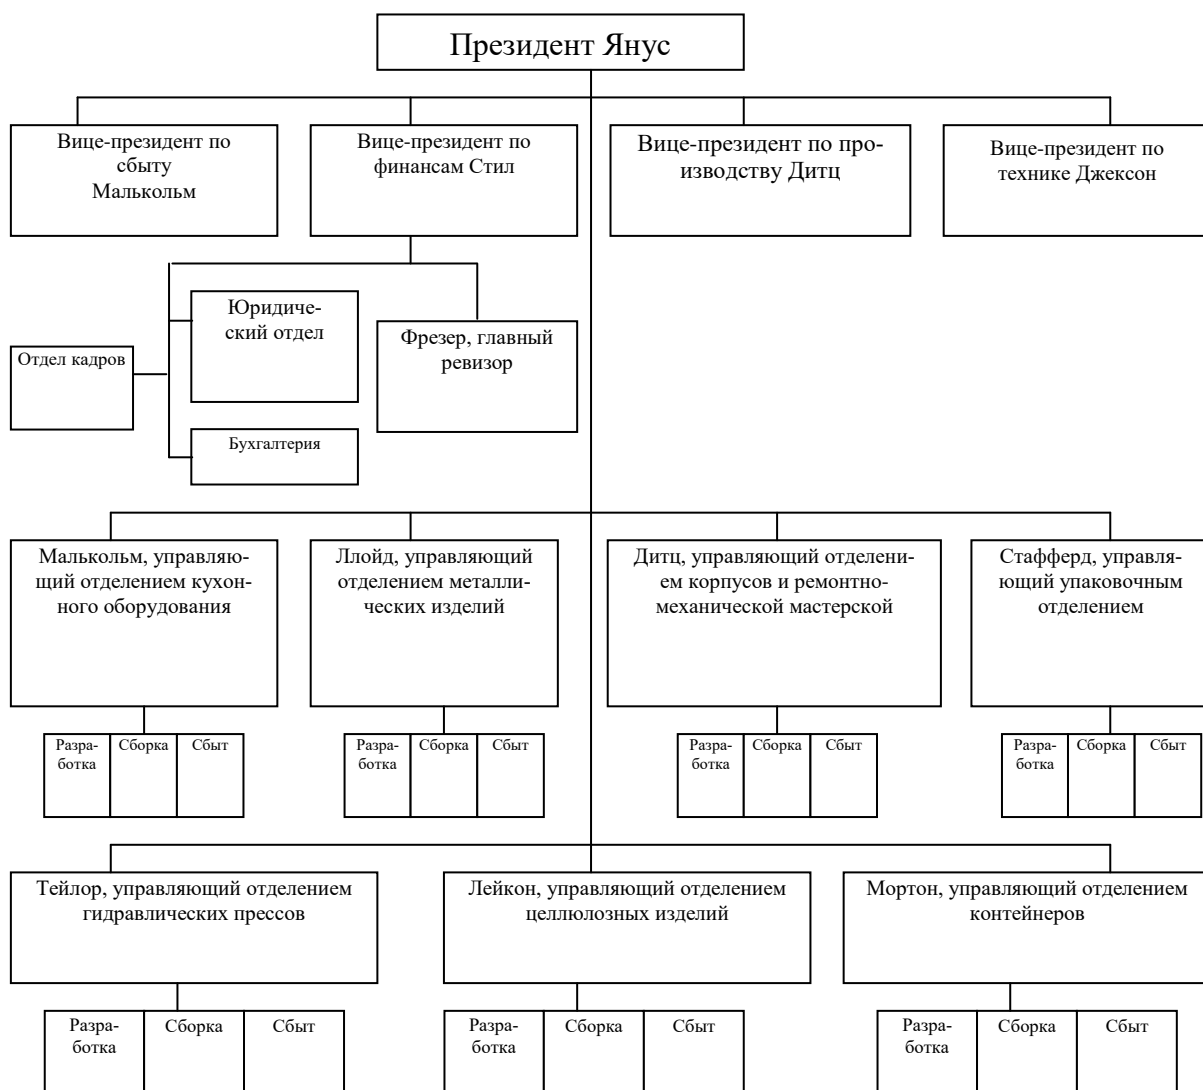 Президент Янус
Вице-президент по
сбыту
Малькольм
Вице-президент по
финансам Стил
Вице-президент по про-
изводству Дитц
Вице-президент по
технике Джексон
Юридиче-
ский отдел
Фрезер, главный
ревизор
Отдел кадров
Бухгалтерия
Малькольм, управляю-
щий отделением кухон-
ного оборудования
Ллойд, управляющий
отделением металли-
ческих изделий
Дитц, управляющий отделени-
ем корпусов и ремонтно-
механической мастерской
Стафферд, управля-
ющий упаковочным
отделением
Разра-
ботка
Сборка
Сбыт
Разра-
ботка
Сборка
Сбыт
Разра-
ботка
Сборка
Сбыт
Разра-
ботка
Сборка
Сбыт
Тейлор, управляющий отделением
гидравлических прессов
Лейкон, управляющий отделением
целлюлозных изделий
Мортон, управляющий отделением
контейнеров
Разра-
ботка
Сборка
Сбыт
Разра-
ботка
Сборка
Сбыт
Разра-
ботка
Сборка
Сбыт